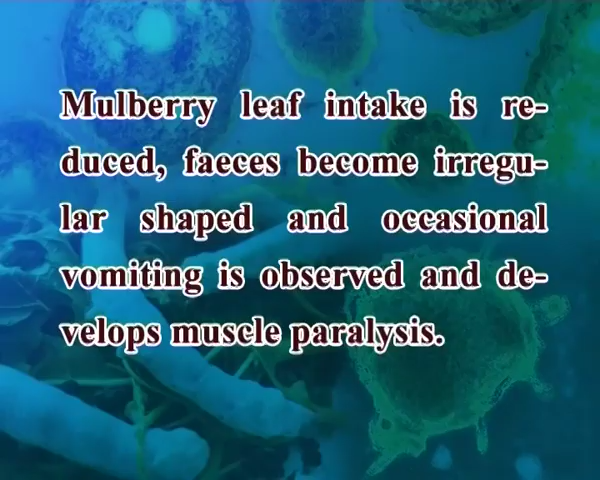 Mulberry leaf intake is re-
duced, faeces become irregu-
lar shaped and occasional
vomiting is observed and de-
velops muscle paralysis.